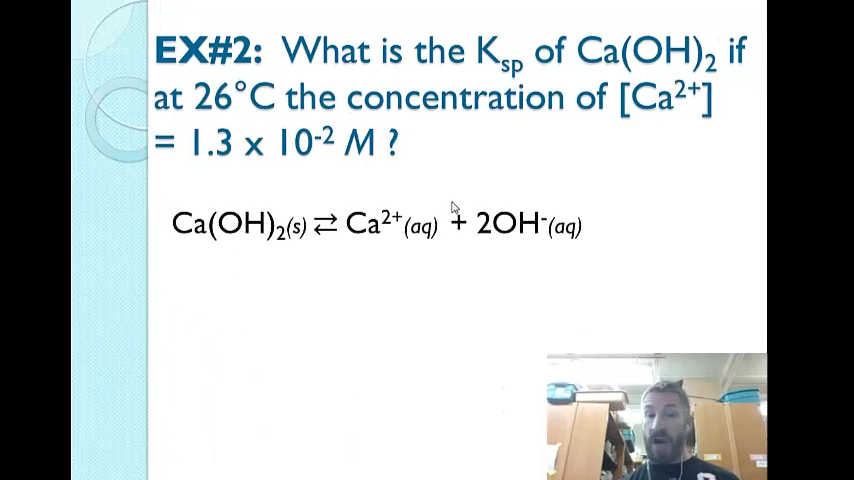 EX#2: What is the Ksp of Ca(OH)2 if
at 26°C the concentration of [Ca2+]
= 1.3 x 10-2 M ?
Ca(OH)2(s) ⇄ Ca2+(aq) + 2OH-(aq)